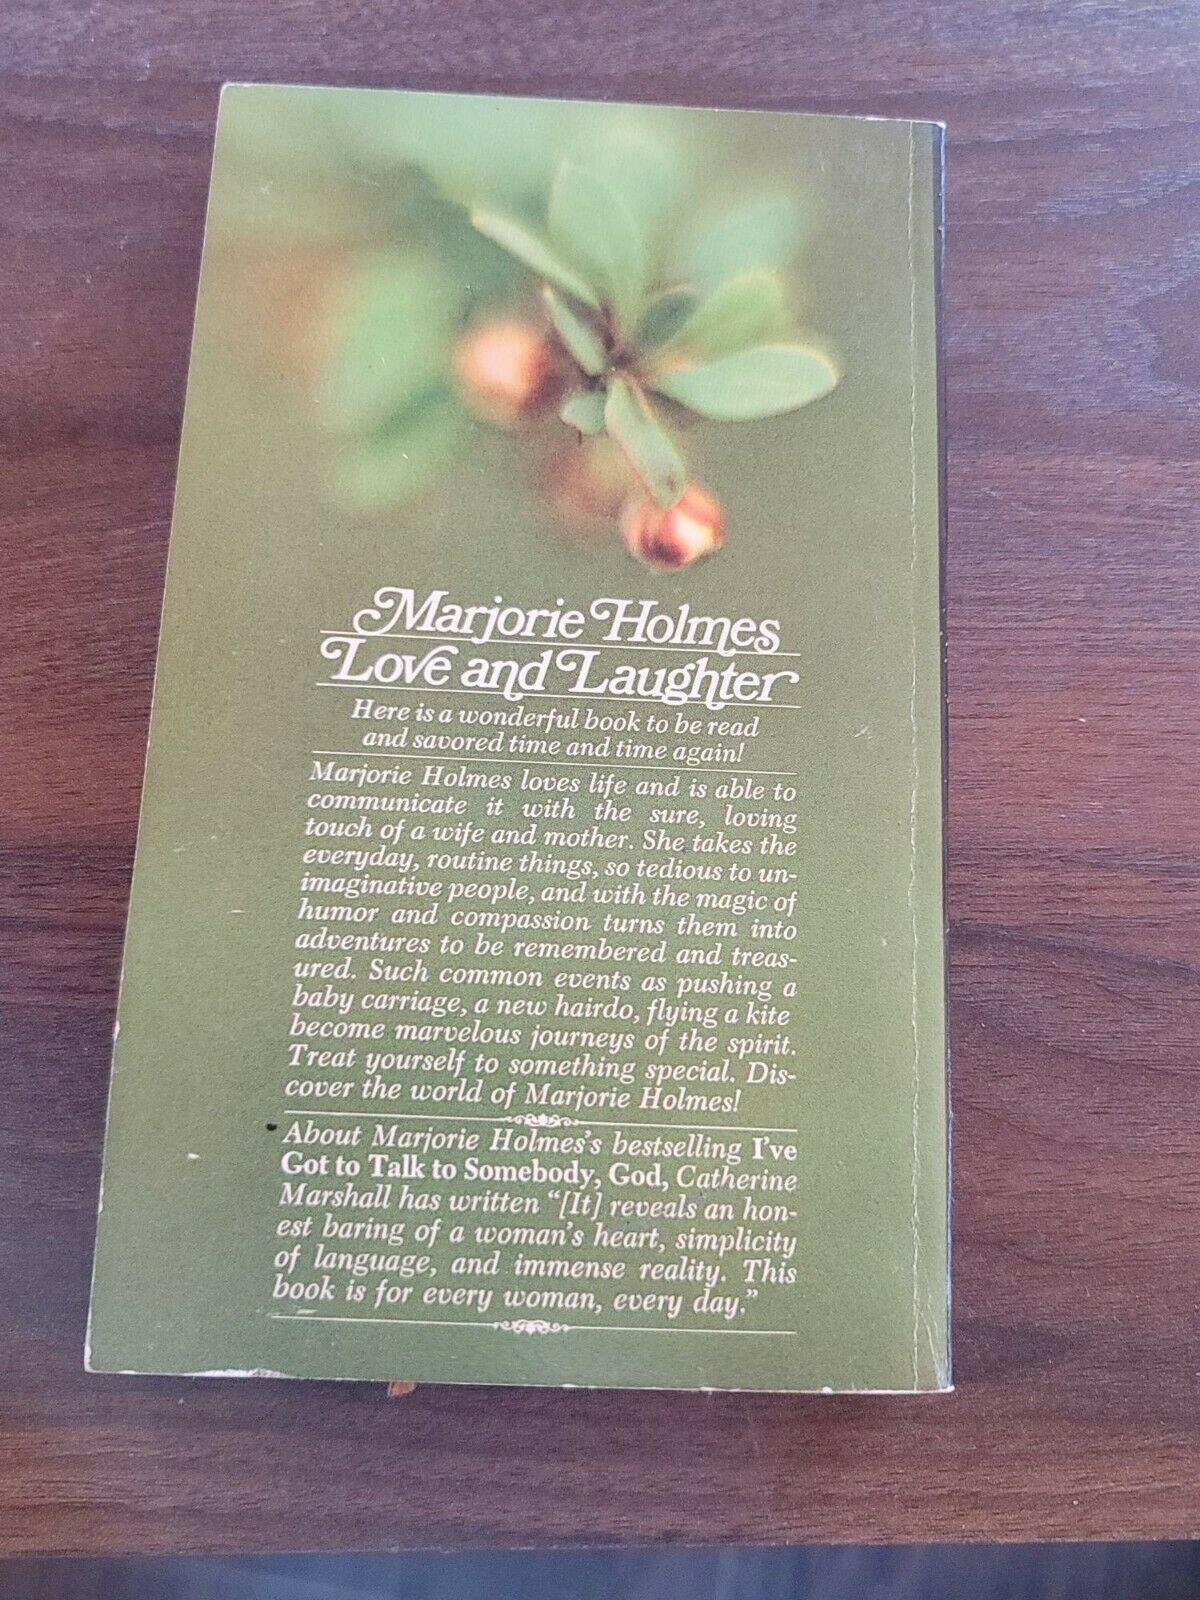 Marjorie Holmes
Love and Laughter
Here is a wonderful book to be read
and savored time and time again!
Marjorie Holmes loves life and is able to
communicate it with the sure, loving
touch of a wife and mother. She takes the
everyday, routine things, so tedious to un-
imaginative people, and with the magic of
humor and compassion turns them into
adventures to be remembered and treas-
ured. Such common events as pushing a
baby carriage, a new hairdo, flying a kite
become marvelous journeys of the spirit.
Treat yourself to something special. Dis-
cover the world of Marjorie Holmes!
About Marjorie Holmes's bestselling I've
Got to Talk to Somebody, God, Catherine
Marshall has written "[It] reveals an hon-
est baring of a woman's heart, simplicity
of language, and immense reality. This
book is for every woman, every day."